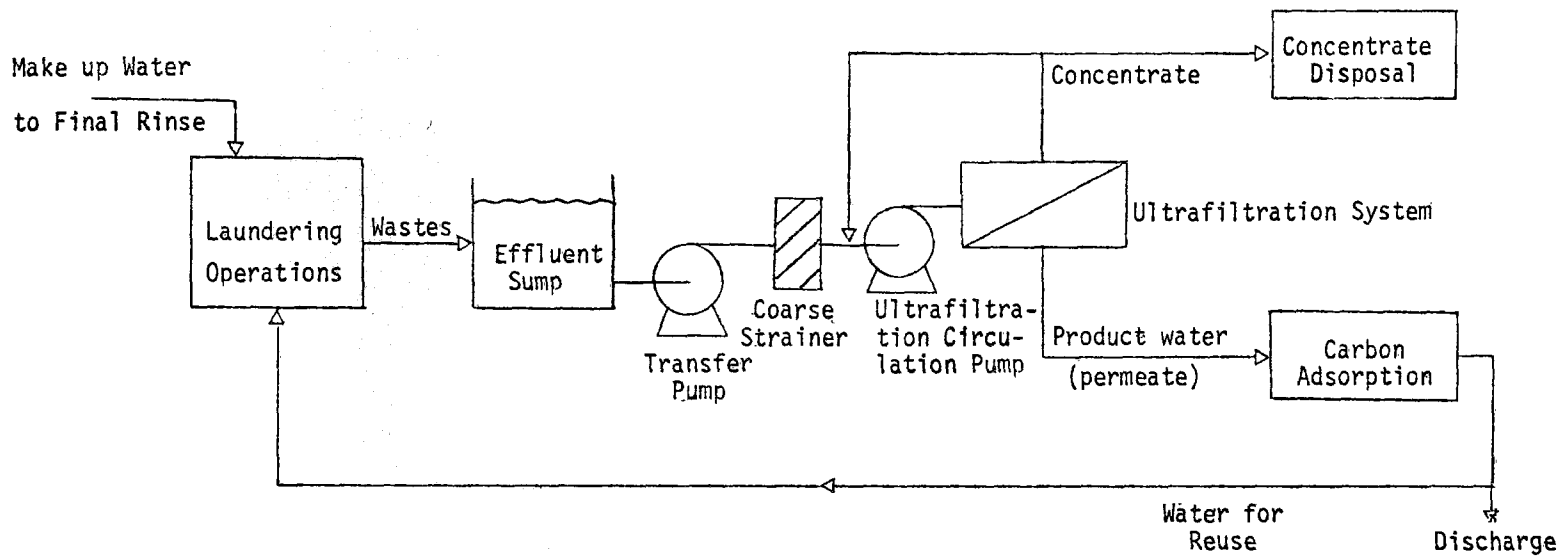 Make up Water
to Final Rinse
Laundering
Operations
Wastes
Effluent
Sump
Transfer
Pump
Coarse
Strainer
Ultrafiltra-
tion Circu-
lation Pump
Concentrate
Concentrate
Disposal
Ultrafiltration System
Product water
(permeate)
Carbon
Adsorption
Water for
Reuse
Discharge